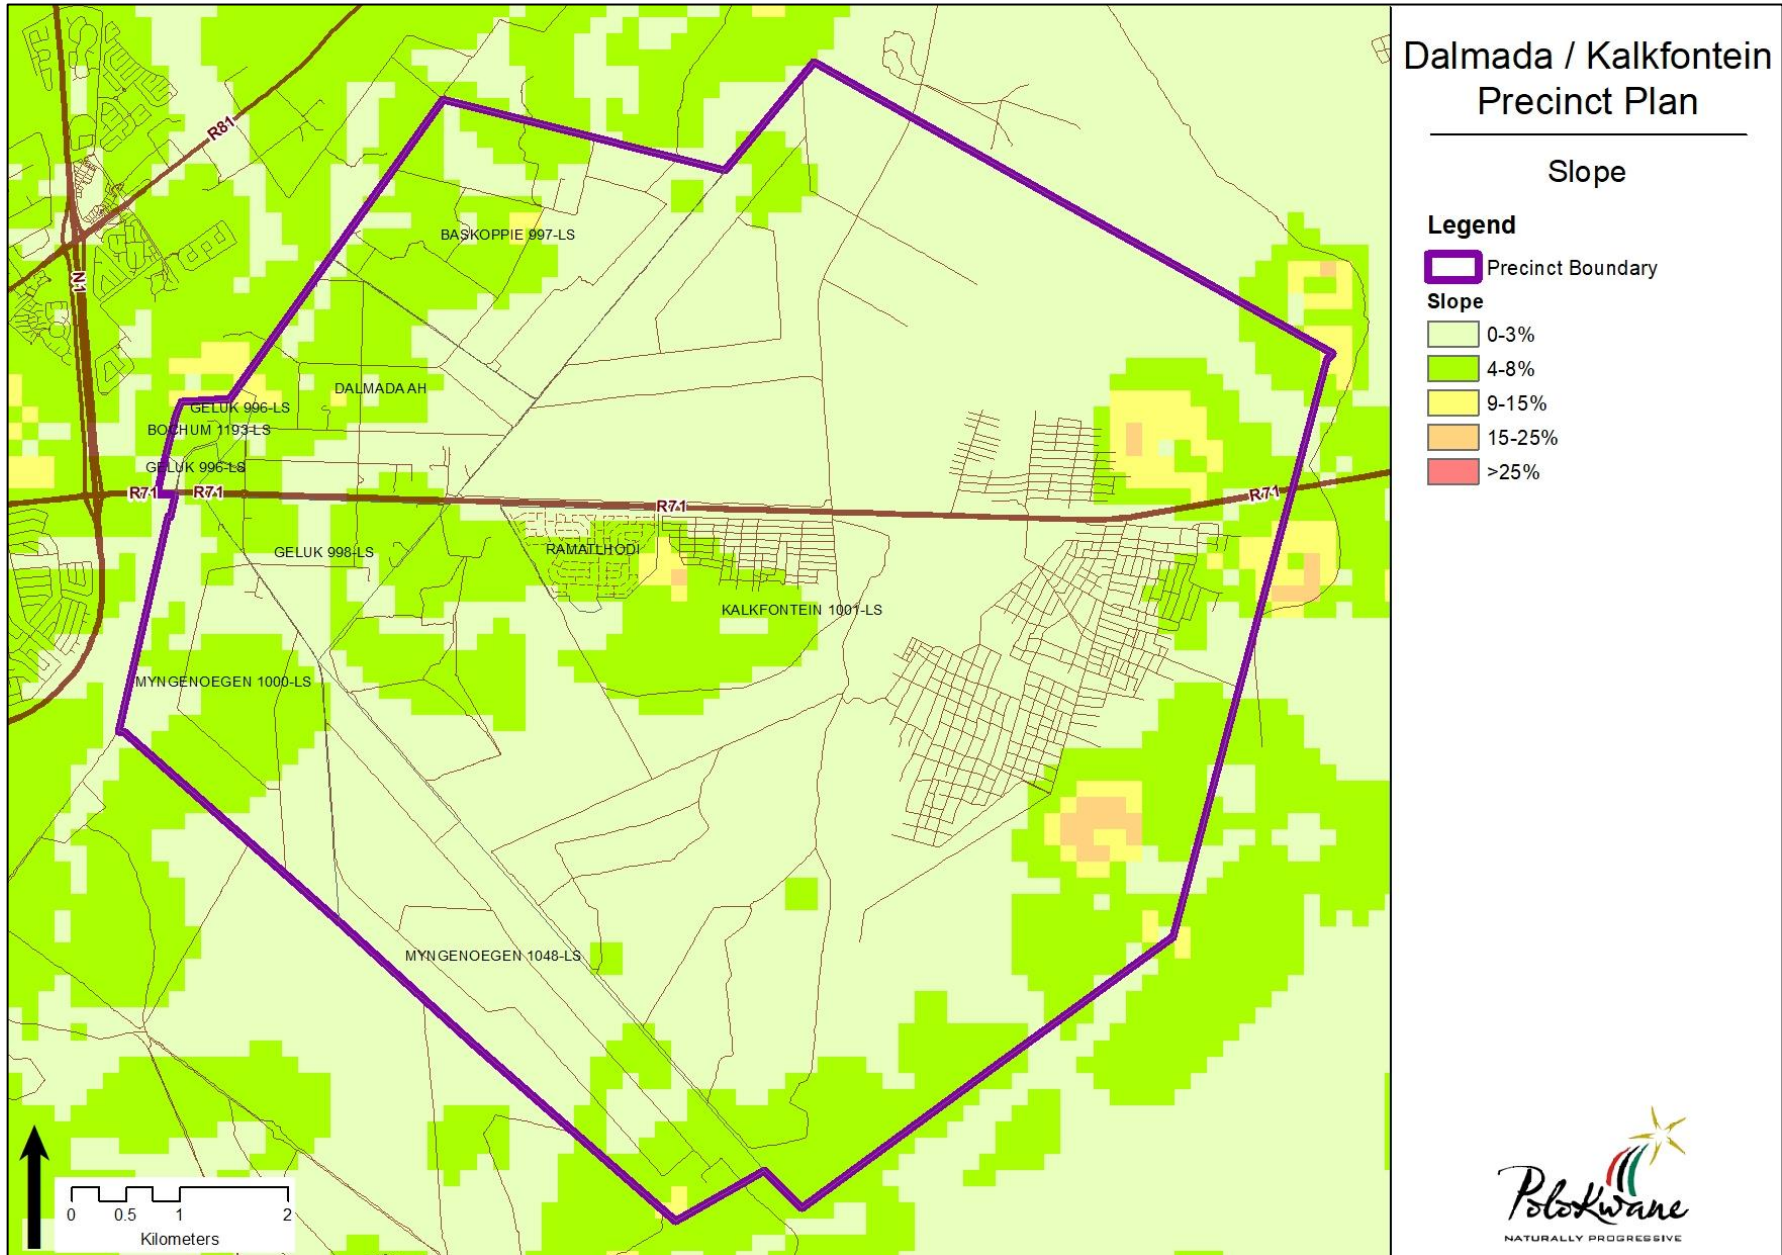 Dalmada / Kalkfontein
Precinct Plan
Slope
Legend
Precinct Boundary
Slope
0-3%
4-8%
9-15%
15-25%
>25%
R81
N1
BASKOPPIE 997-LS
DALMADA AH
GELUK 996-LS
BOCHUM 1193-LS
GELUK 996-LS
R71
R71
R71
R71
GELUK 998-LS
RAMATLHODI
KALKFONTEIN 1001-LS
MYNGENOEGEN 1000-LS
MYNGENOEGEN 1048-LS
0 0.5 1 2
Kilometers
PoloKwane
NATURALLY PROGRESSIVE